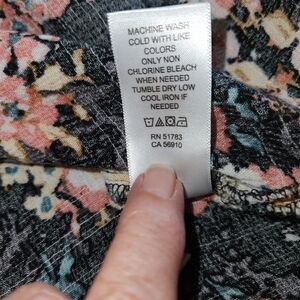 MACHINE WASH
COLD WITH LIKE
COLORS
ONLY NON
CHLORINE BLEACH
WHEN NEEDED
TUMBLE DRY LOW
COOL IRON IF
NEEDED
RN 51783
CA 56910